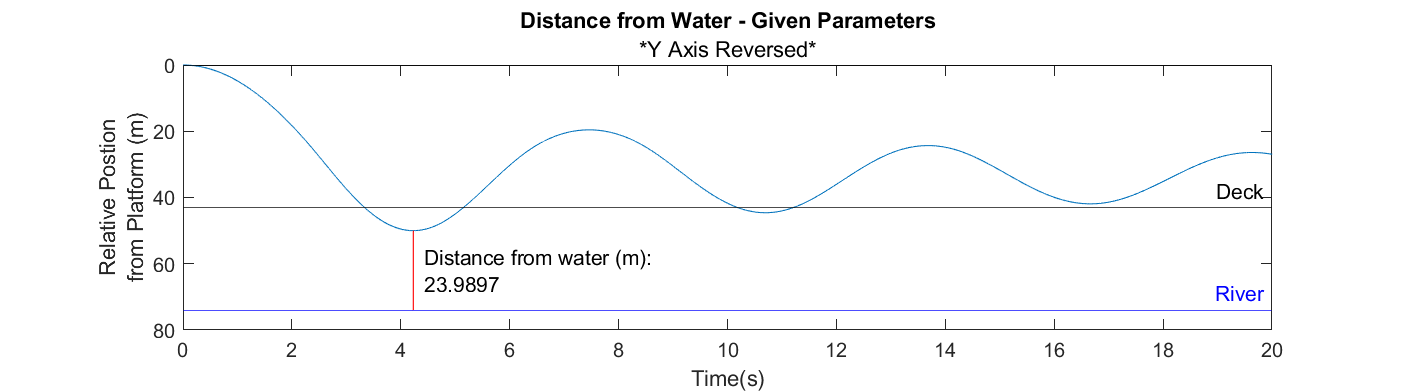 Distance from Water - Given Parameters
*Y Axis Reversed*
Relative Postion
from Platform (m)
0
20
40
60
80
Deck
Distance from water (m):
23.9897
River
0 2 4 6 8 10 12 14 16 18 20
Time(s)